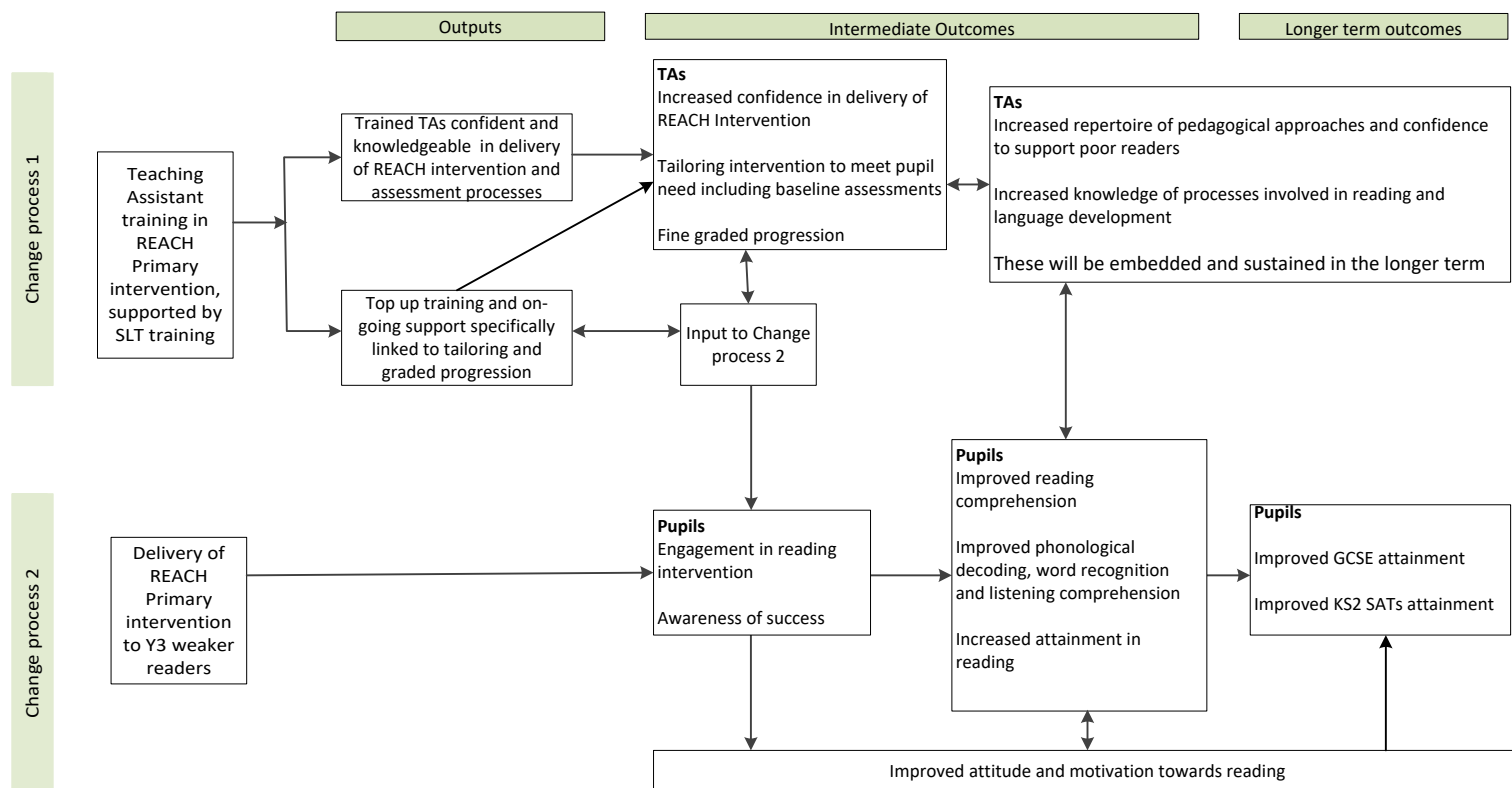 Outputs
Intermediate Outcomes
Longer term outcomes
Change process 1
Teaching
Assistant
training in
REACH
Primary
intervention,
supported by
SLT training
Trained TAs confident and
knowledgeable in delivery
of REACH intervention and
assessment processes
Top up training and on-
going support specifically
linked to tailoring and
graded progression
TAs
Increased confidence in delivery of
REACH Intervention
Tailoring intervention to meet pupil
need including baseline assessments
Fine graded progression
Input to Change
process 2
TAs
Increased repertoire of pedagogical approaches and confidence
to support poor readers
Increased knowledge of processes involved in reading and
language development
These will be embedded and sustained in the longer term
Change process 2
Delivery of
REACH
Primary
intervention
to Y3 weaker
readers
Pupils
Engagement in reading
intervention
Awareness of success
Pupils
Improved reading
comprehension
Improved phonological
decoding, word recognition
and listening comprehension
Increased attainment in
reading
Pupils
Improved GCSE attainment
Improved KS2 SATs attainment
Improved attitude and motivation towards reading